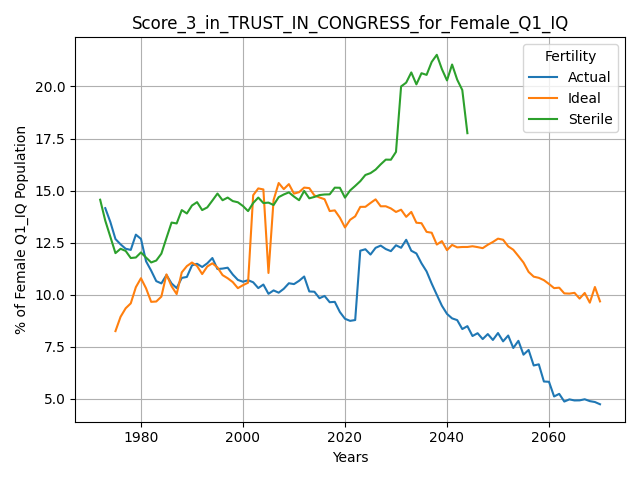 Score_3_in_TRUST_IN_CONGRESS_for_Female_Q1_IQ
% of Female Q1_IQ Population
20.0
17.5
15.0
12.5
10.0
7.5
5.0
Fertility
Actual
Ideal
Sterile
1980
2000
2020
2040
2060
Years